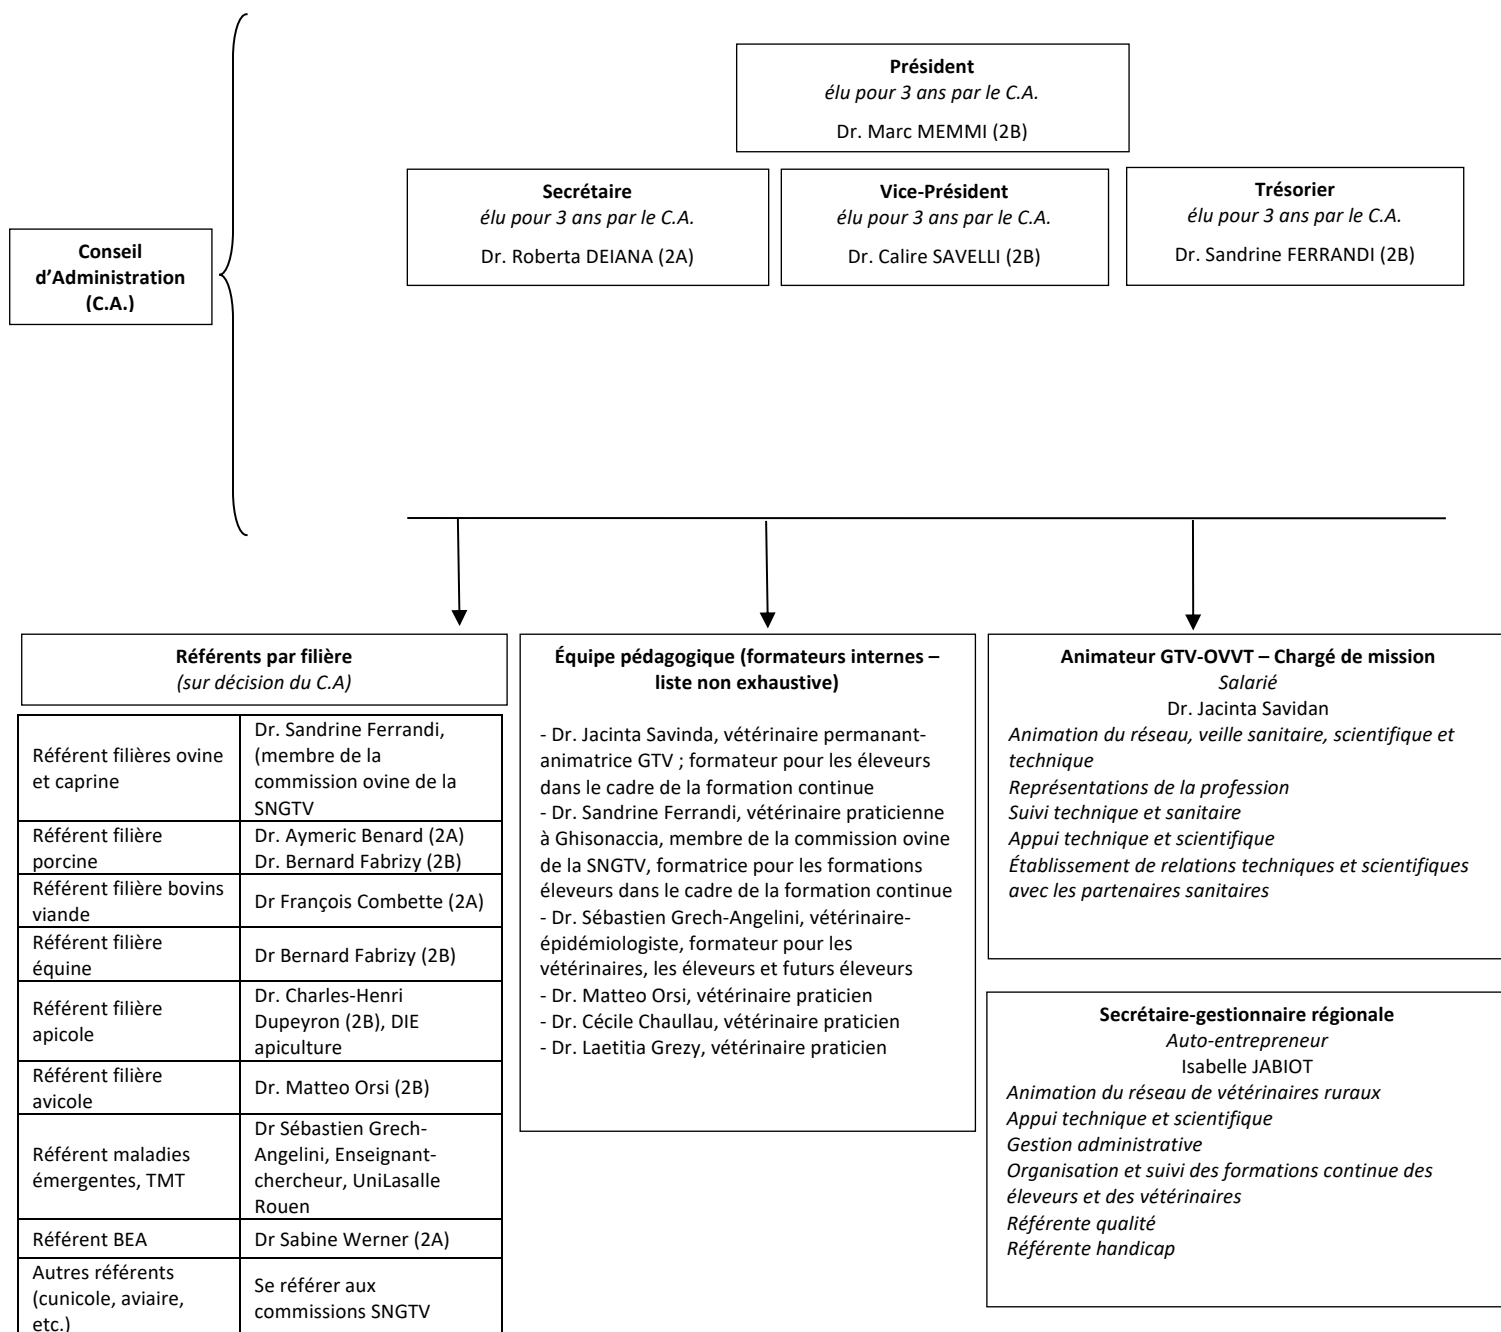 Président
élu pour 3 ans par le C.A.
Dr. Marc MEMMI (2B)
Secrétaire
élu pour 3 ans par le C.A.
Dr. Roberta DEIANA (2A)
Vice-Président
élu pour 3 ans par le C.A.
Dr. Calire SAVELLI (2B)
Trésorier
élu pour 3 ans par le C.A.
Dr. Sandrine FERRANDI (2B)
Conseil
d’Administration
(C.A.)
Référents par filière
(sur décision du C.A)
Référent filières ovine
et caprine
Dr. Sandrine Ferrandi,
(membre de la
commission ovine de la
SNGTV
Référent filière
porcine
Dr. Aymeric Benard (2A)
Dr. Bernard Fabrizy (2B)
Référent filière bovins
viande
Dr François Combette (2A)
Référent filière
équine
Dr Bernard Fabrizy (2B)
Référent filière
apicole
Dr. Charles-Henri
Dupeyron (2B), DIE
apiculture
Référent filière
avicole
Dr. Matteo Orsi (2B)
Référent maladies
émergentes, TMT
Dr Sébastien Grech-
Angelini, Enseignant-
chercheur, UniLasalle
Rouen
Référent BEA
Dr Sabine Werner (2A)
Autres référents
(cunicole, aviaire,
etc.)
Se référer aux
commissions SNGTV
Équipe pédagogique (formateurs internes –
liste non exhaustive)
- Dr. Jacinta Savinda, vétérinaire permanant-
animatrice GTV ; formateur pour les éleveurs
dans le cadre de la formation continue
- Dr. Sandrine Ferrandi, vétérinaire praticienne
à Ghisonaccia, membre de la commission ovine
de la SNGTV, formatrice pour les formations
éleveurs dans le cadre de la formation continue
- Dr. Sébastien Grech-Angelini, vétérinaire-
épidémiologiste, formateur pour les
vétérinaires, les éleveurs et futurs éleveurs
- Dr. Matteo Orsi, vétérinaire praticien
- Dr. Cécile Chaullau, vétérinaire praticien
- Dr. Laetitia Grezy, vétérinaire praticien
Animateur GTV-OVVT – Chargé de mission
Salarié
Dr. Jacinta Savidan
Animation du réseau, veille sanitaire, scientifique et
technique
Représentations de la profession
Suivi technique et sanitaire
Appui technique et scientifique
Établissement de relations techniques et scientifiques
avec les partenaires sanitaires
Secrétaire-gestionnaire régionale
Auto-entrepreneur
Isabelle JABIOT
Animation du réseau de vétérinaires ruraux
Appui technique et scientifique
Gestion administrative
Organisation et suivi des formations continue des
éleveurs et des vétérinaires
Référente qualité
Référente handicap